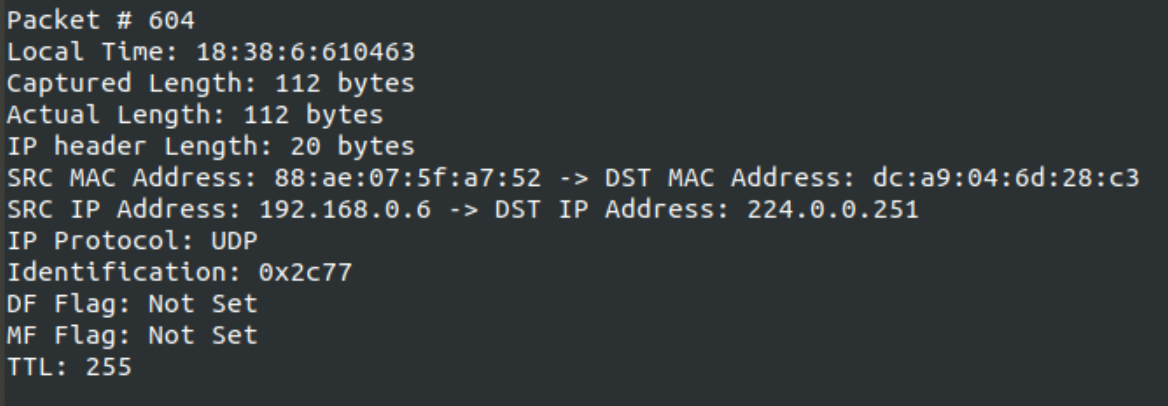 Packet # 604
Local Time: 18:38:6:610463
Captured Length: 112 bytes
Actual Length: 112 bytes
IP header Length: 20 bytes
SRC MAC Address: 88:ae:07:5f:a7:52 -> DST MAC Address: dc:a9:04:6d:28:c3
SRC IP Address: 192.168.0.6 -> DST IP Address: 224.0.0.251
IP Protocol: UDP
Identification: 0x2c77
DF Flag: Not Set
MF Flag: Not Set
TTL: 255